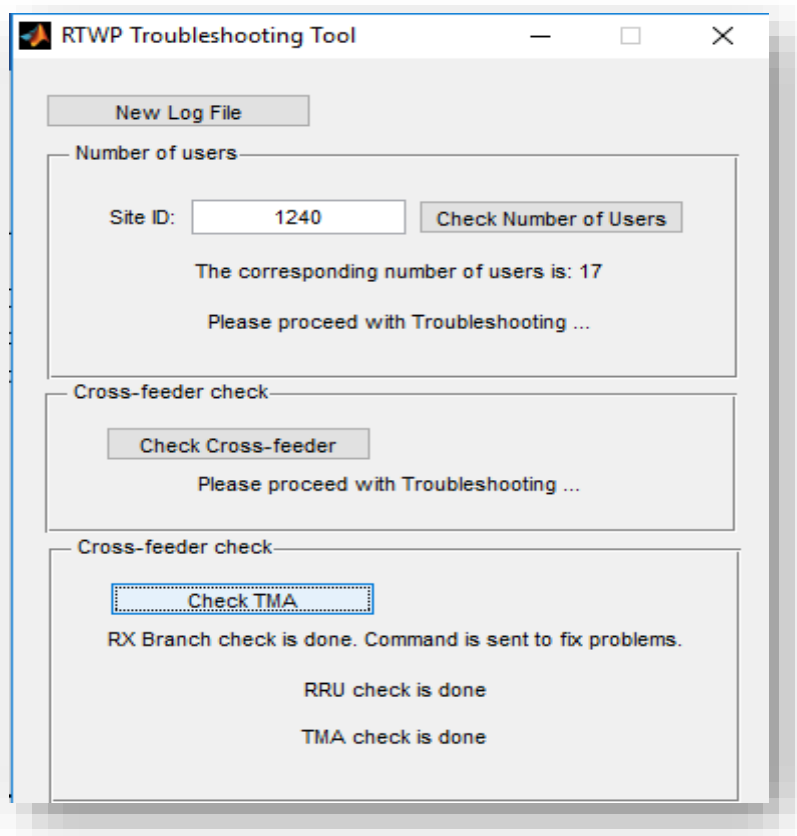 RTWP Troubleshooting Tool
New Log File
Number of users
Site ID: 1240 Check Number of Users
The corresponding number of users is: 17
Please proceed with Troubleshooting ...
Cross-feeder check
Check Cross-feeder
Please proceed with Troubleshooting ...
Cross-feeder check
Check TMA
RX Branch check is done. Command is sent to fix problems.
RRU check is done
TMA check is done